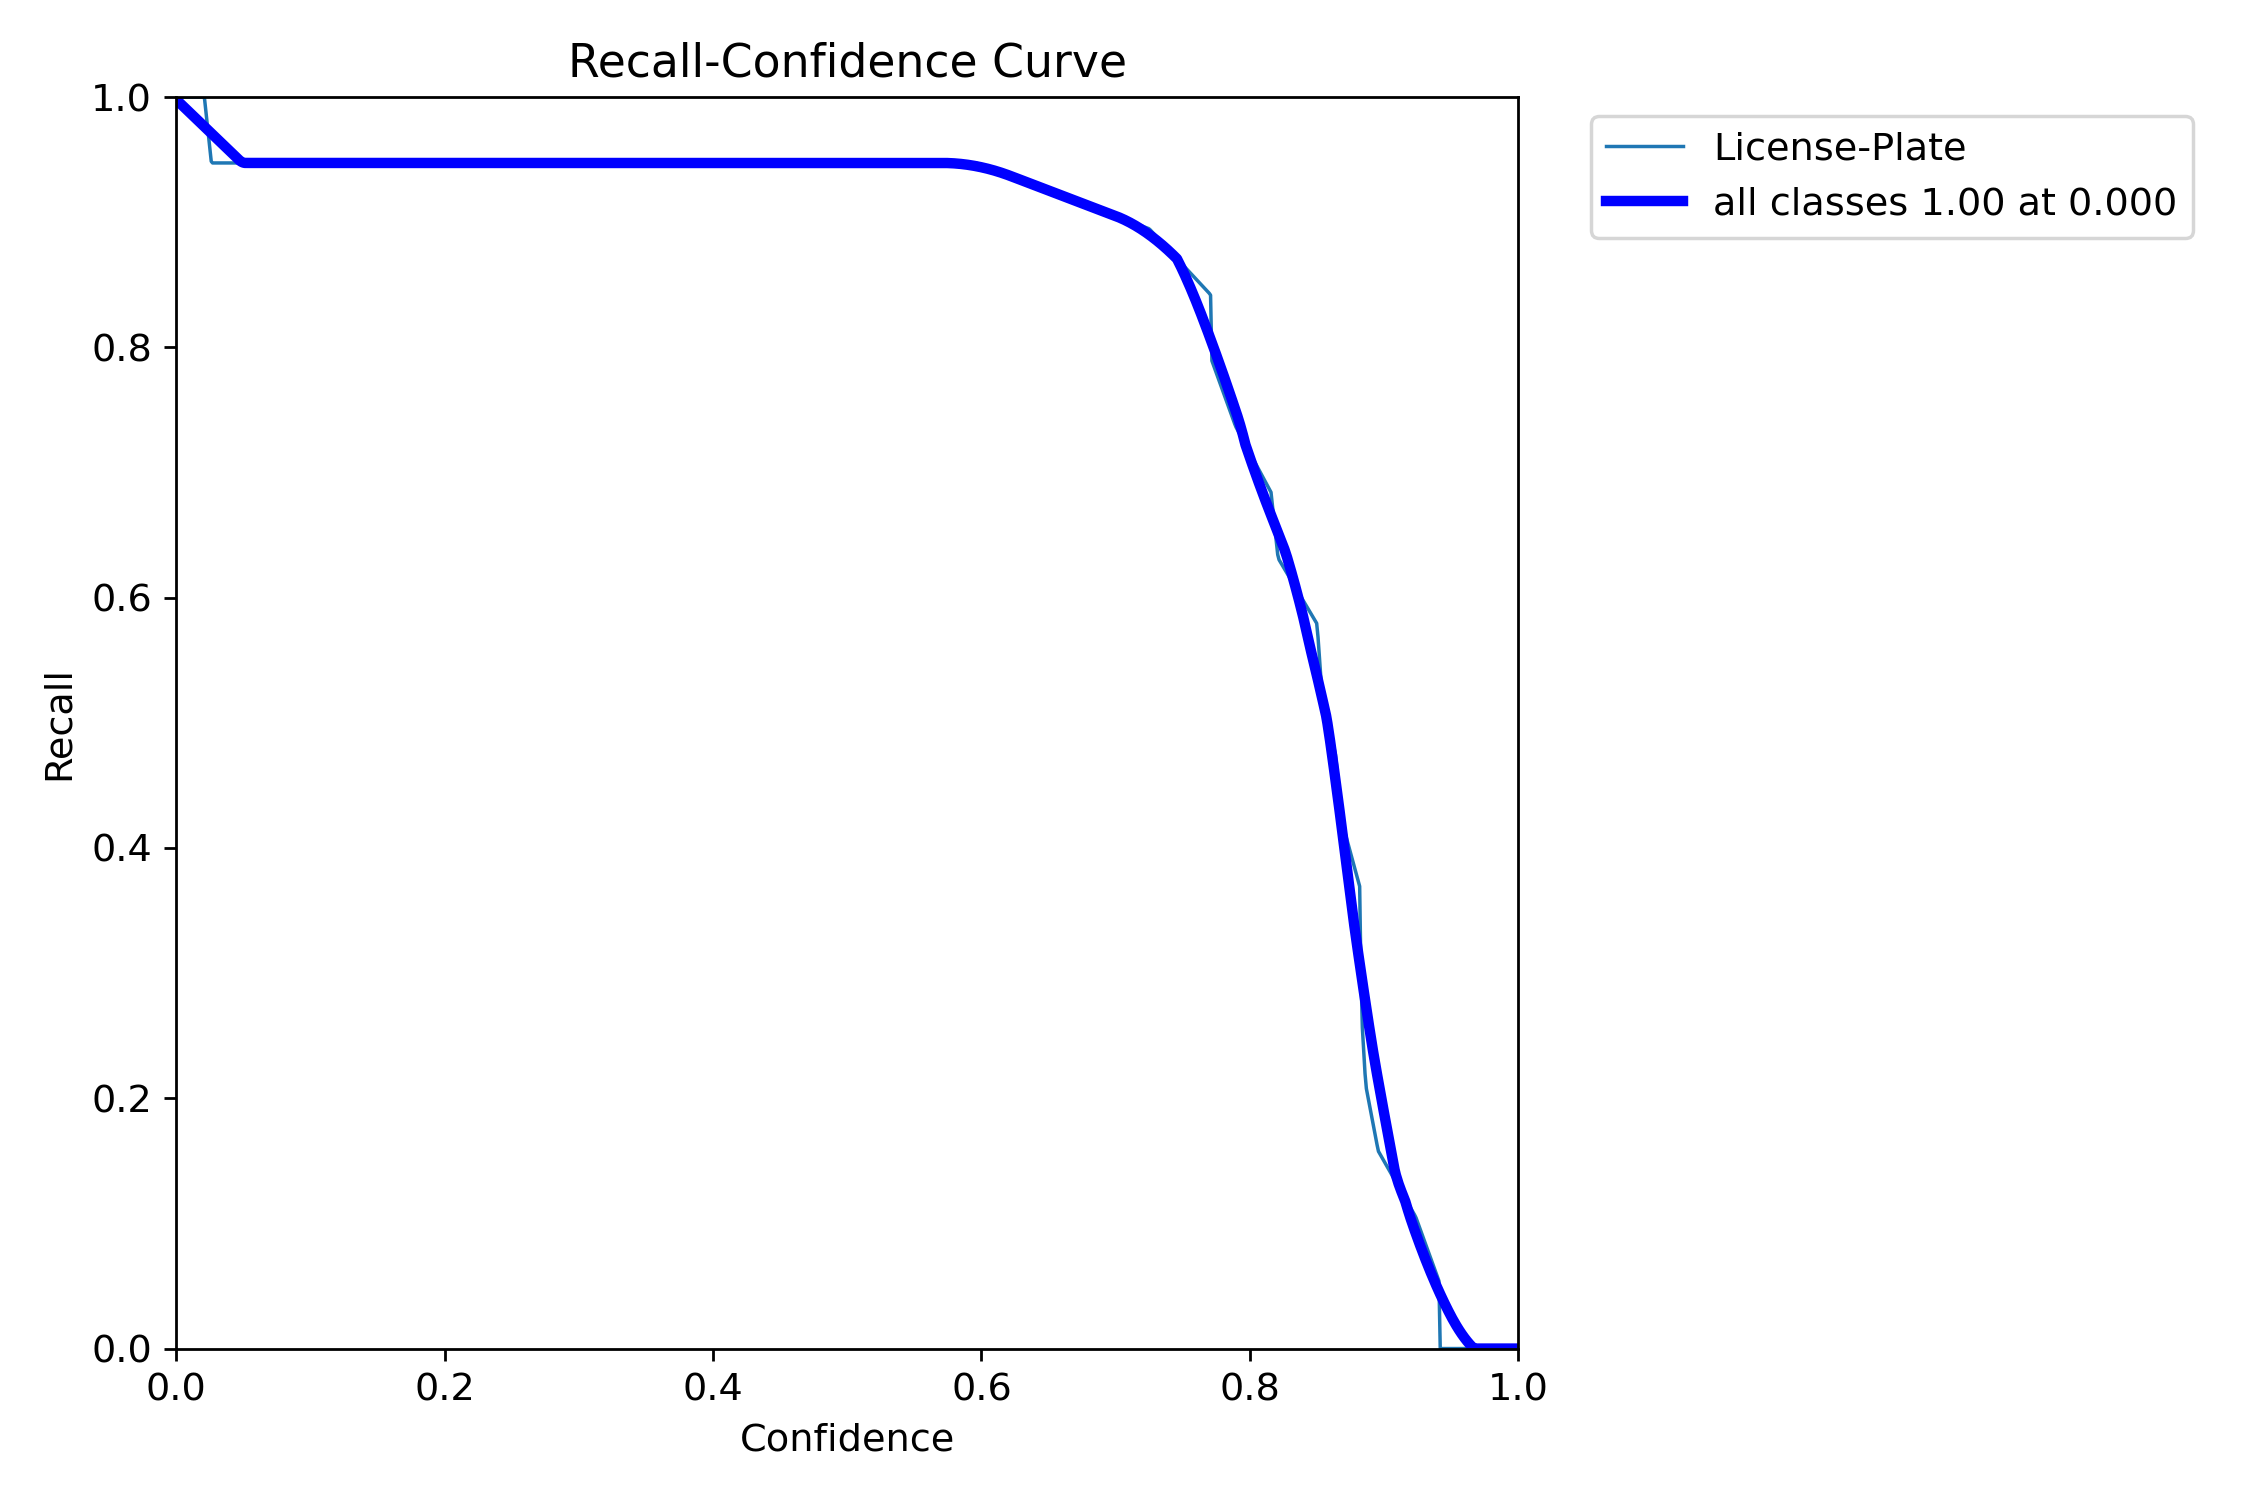 Recall-Confidence Curve
License-Plate
all classes 1.00 at 0.000
1.0
0.8
0.6
0.4
0.2
0.0
Recall
0.0 0.2 0.4 0.6 0.8 1.0
Confidence